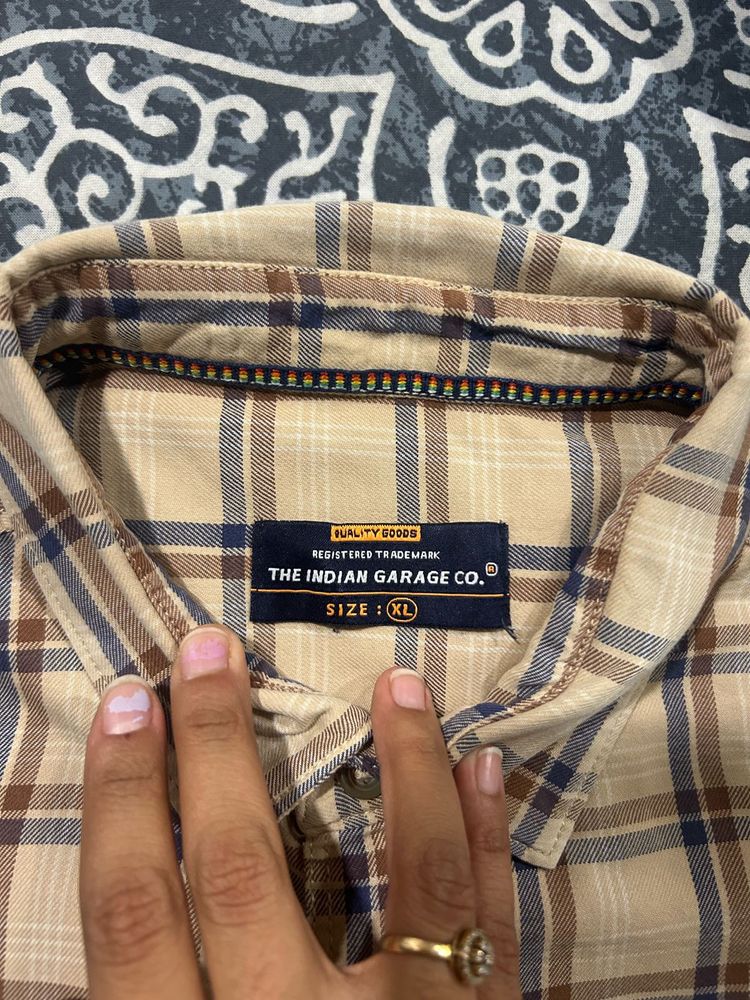 QUALITY GOODS
REGISTERED TRADEMARK
THE INDIAN GARAGE CO.®
SIZE : XL